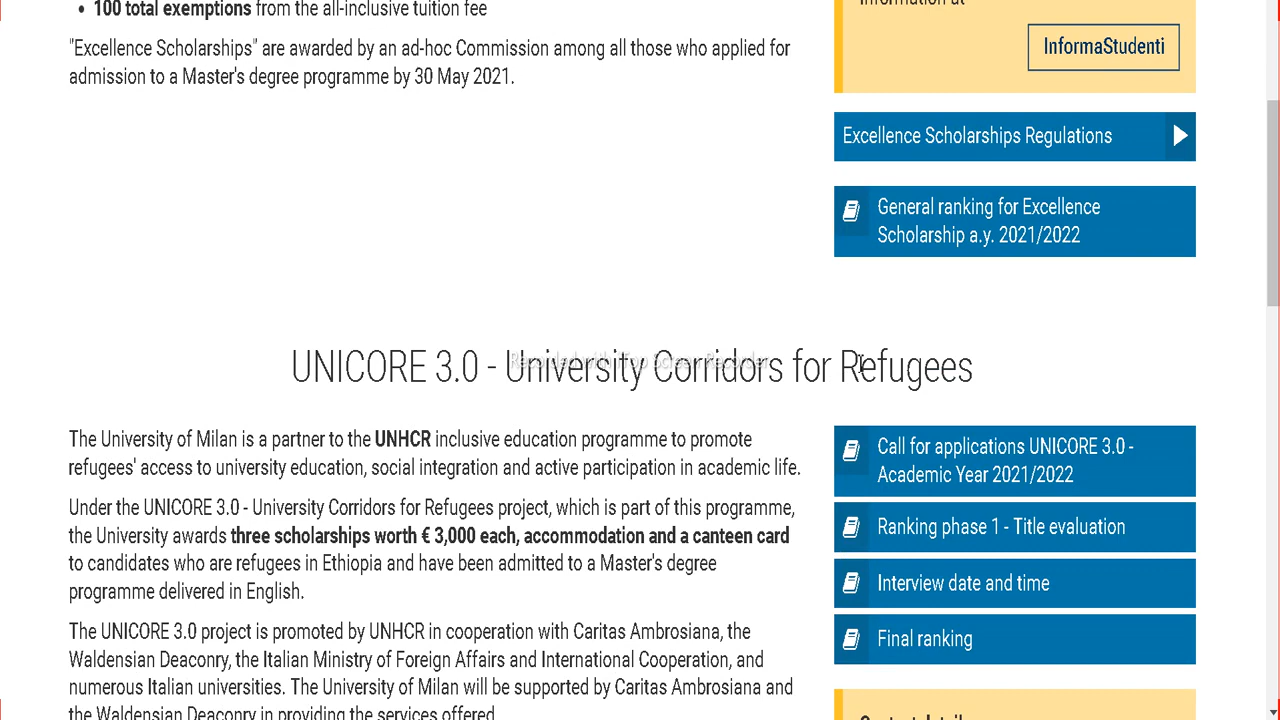 • 100 total exemptions from the all-inclusive tuition fee
"Excellence Scholarships" are awarded by an ad-hoc Commission among all those who applied for
admission to a Master's degree programme by 30 May 2021.
Information at
InformaStudenti
Excellence Scholarships Regulations
General ranking for Excellence
Scholarship a.y. 2021/2022
UNICORE 3.0 - University Corridors for Refugees
The University of Milan is a partner to the UNHCR inclusive education programme to promote
refugees' access to university education, social integration and active participation in academic life.
Under the UNICORE 3.0 - University Corridors for Refugees project, which is part of this programme,
the University awards three scholarships worth € 3,000 each, accommodation and a canteen card
to candidates who are refugees in Ethiopia and have been admitted to a Master's degree
programme delivered in English.
The UNICORE 3.0 project is promoted by UNHCR in cooperation with Caritas Ambrosiana, the
Waldensian Deaconry, the Italian Ministry of Foreign Affairs and International Cooperation, and
numerous Italian universities. The University of Milan will be supported by Caritas Ambrosiana and
the Waldensian Deaconry in providing the services offered
Call for applications UNICORE 3.0 -
Academic Year 2021/2022
Ranking phase 1 - Title evaluation
Interview date and time
Final ranking
Contact details
Recorded with iTop Screen Recorder